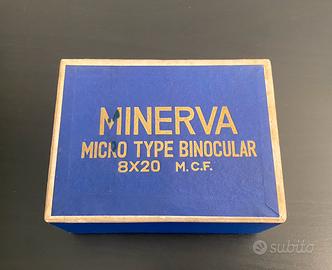 MINERVA
MICRO TYPE BINOCULAR
8X20 M.C.F.
subito